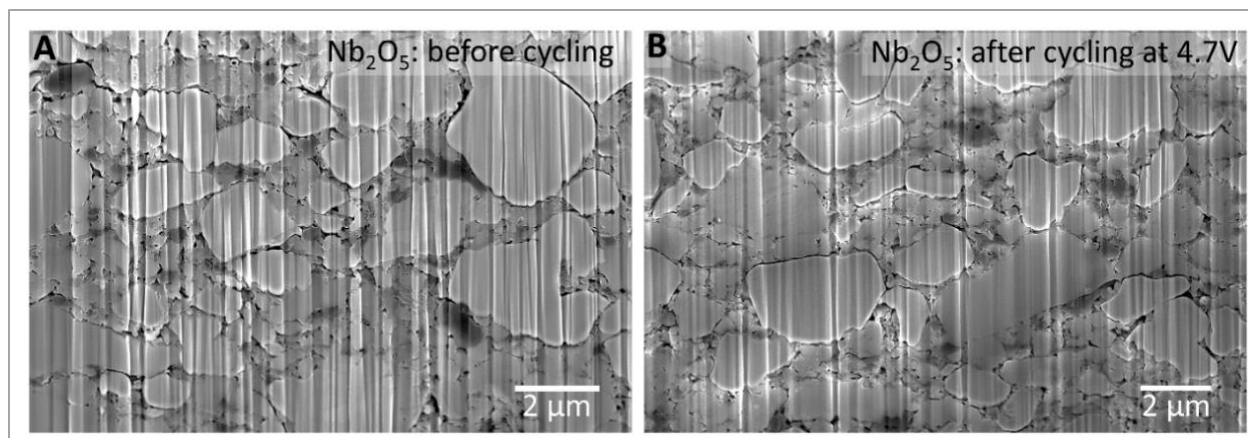 A
Nb₂O₅: before cycling
2 µm
B
Nb₂O₅: after cycling at 4.7V
2 µm